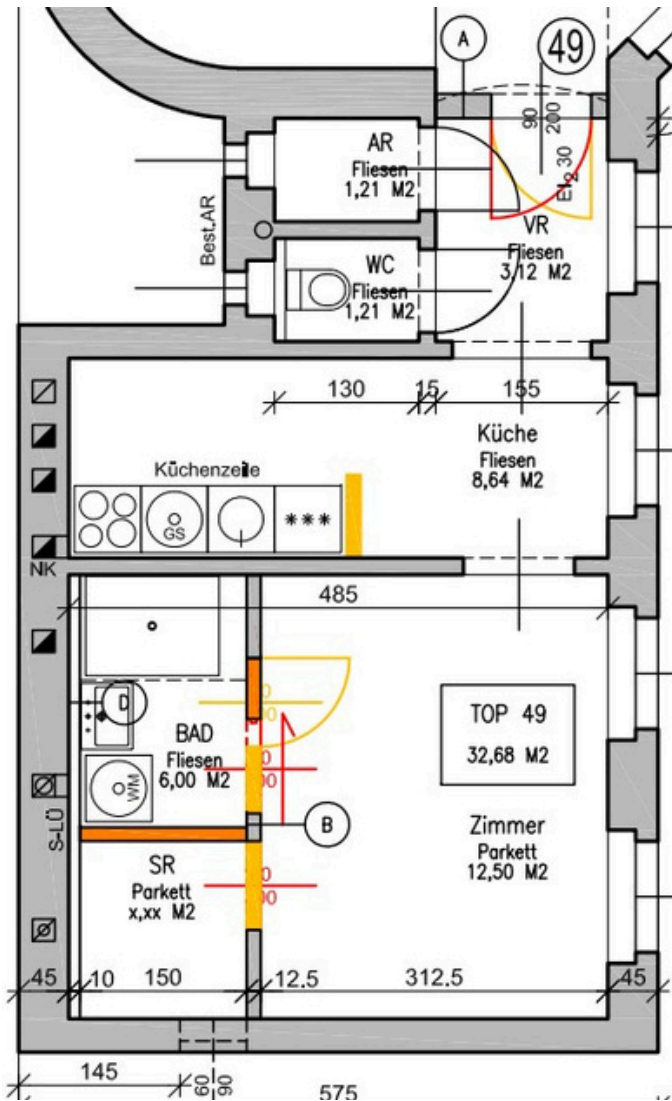 A
49
90
200
EI₂ 30
AR
Fliesen
1,21 M2
Best.AR
WC
Fliesen
1,21 M2
VR
Fliesen
3,12 M2
130
15
155
Küche
Fliesen
8,64 M2
Küchenzeile
GS
***
NK
485
D
BAD
Fliesen
6,00 M2
WM
TOP 49
32,68 M2
S-LÜ
B
SR
Parkett
x,xx M2
Zimmer
Parkett
12,50 M2
45
10
150
12.5
312.5
45
145
60
90
575